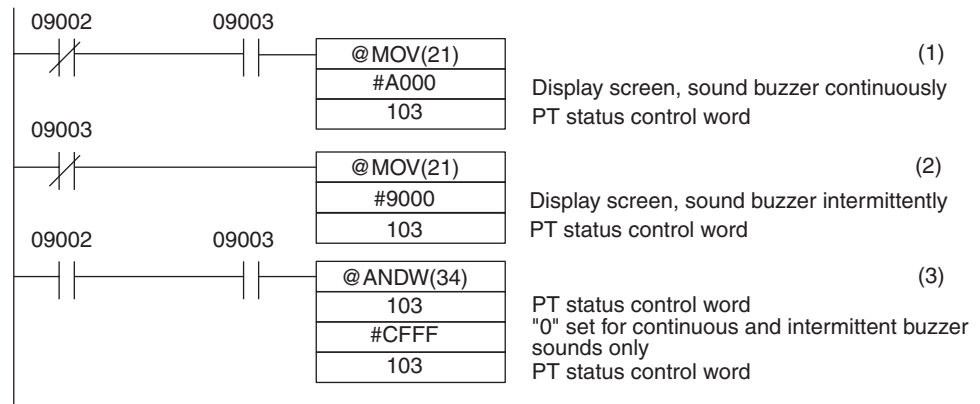 09002 09003
@MOV(21) (1)
#A000 Display screen, sound buzzer continuously
103 PT status control word
09003
@MOV(21) (2)
#9000 Display screen, sound buzzer intermittently
103 PT status control word
09002 09003
@ANDW(34) (3)
103 PT status control word
#CFFF "0" set for continuous and intermittent buzzer
sounds only
103 PT status control word